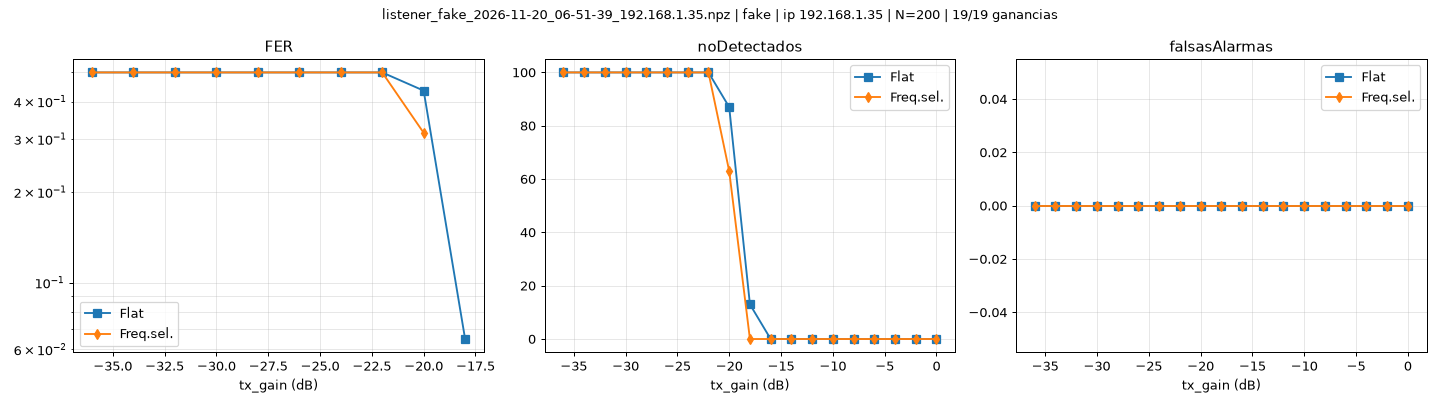 listener_fake_2026-11-20_06-51-39_192.168.1.35.npz | fake | ip 192.168.1.35 | N=200 | 19/19 ganancias
FER
4 × 10⁻¹
3 × 10⁻¹
2 × 10⁻¹
10⁻¹
6 × 10⁻²
Flat
Freq.sel.
−35.0 −32.5 −30.0 −27.5 −25.0 −22.5 −20.0 −17.5
tx_gain (dB)
noDetectados
100
80
60
40
20
0
Flat
Freq.sel.
−35 −30 −25 −20 −15 −10 −5 0
tx_gain (dB)
falsasAlarmas
0.04
0.02
0.00
−0.02
−0.04
Flat
Freq.sel.
−35 −30 −25 −20 −15 −10 −5 0
tx_gain (dB)